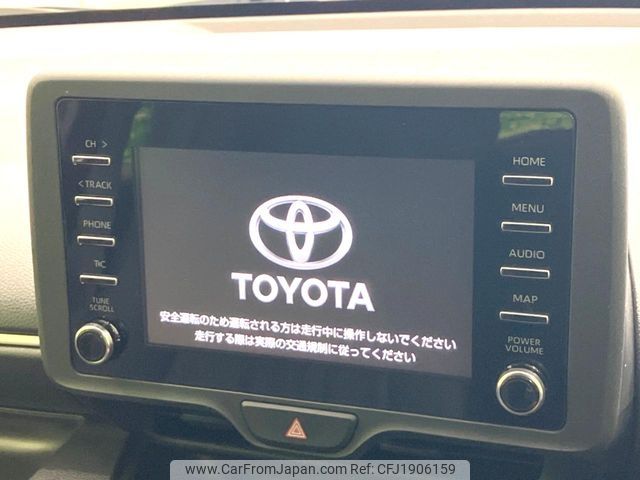 CH >
< TRACK
PHONE
T/C
TUNE
SCROLL
HOME
MENU
AUDIO
MAP
POWER
VOLUME
TOYOTA
安全運転のため運転される方は走行中に操作しないでください
走行する際は実際の交通規制に従ってください
www.CarFromJapan.com Ref:CFJ1906159